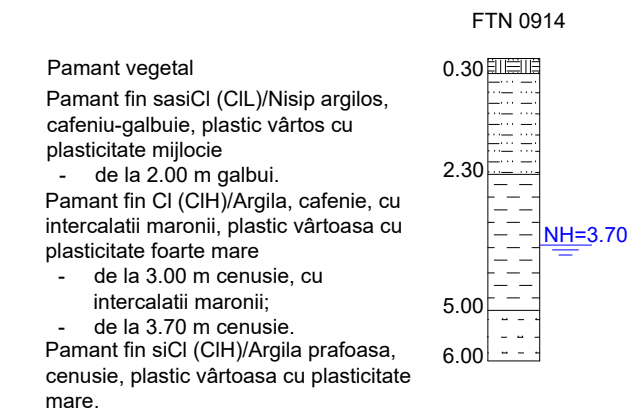 FTN 0914
Pamant vegetal
0.30
Pamant fin sasiCl (ClL)/Nisip argilos,
cafeniu-galbuie, plastic vârtos cu
plasticitate mijlocie
- de la 2.00 m galbui.
2.30
Pamant fin Cl (ClH)/Argila, cafenie, cu
intercalatii maronii, plastic vârtoasa cu
plasticitate foarte mare
NH=3.70
- de la 3.00 m cenusie, cu
intercalatii maronii;
- de la 3.70 m cenusie.
5.00
Pamant fin siCl (ClH)/Argila prafoasa,
cenusie, plastic vârtoasa cu plasticitate
mare.
6.00